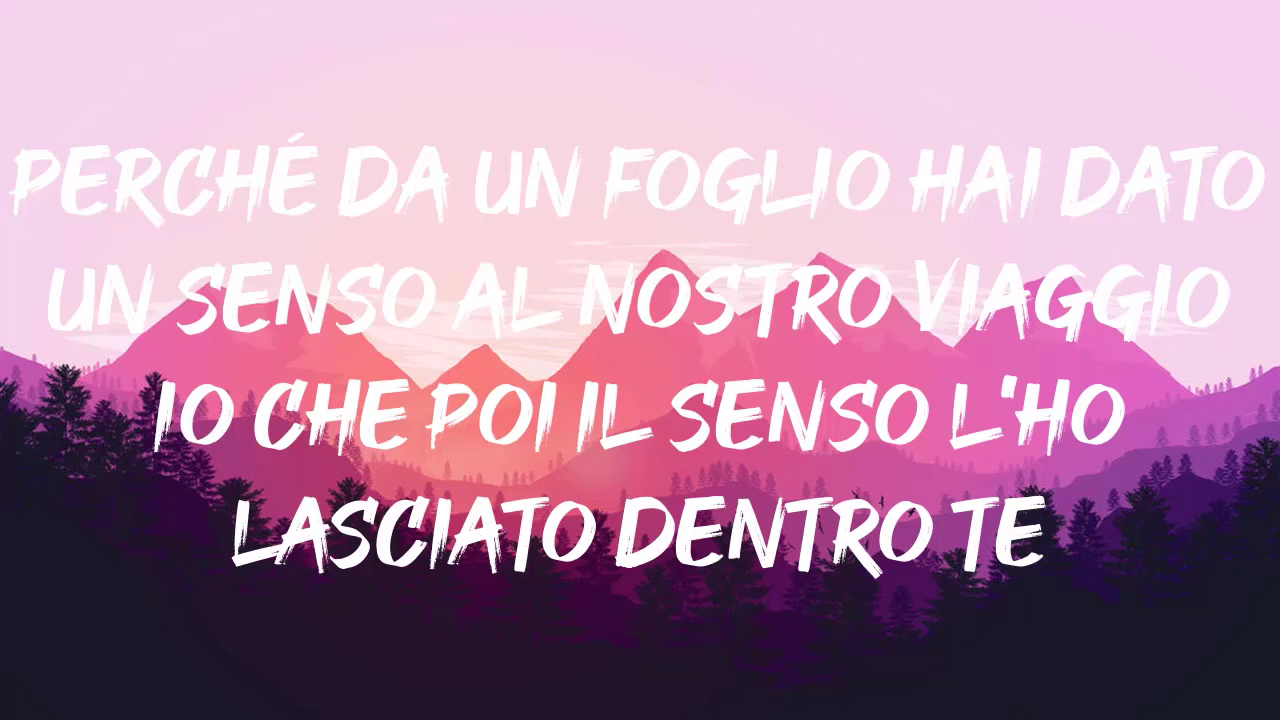 PERCHÉ DA UN FOGLIO HAI DATO
UN SENSO AL NOSTRO VIAGGIO
IO CHE POI IL SENSO L'HO
LASCIATO DENTRO TE